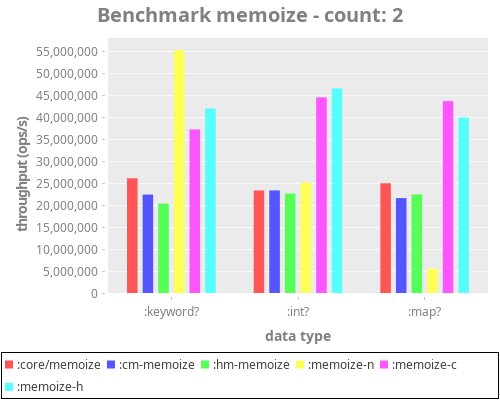 Benchmark memoize - count: 2
throughput (ops/s)
55,000,000
50,000,000
45,000,000
40,000,000
35,000,000
30,000,000
25,000,000
20,000,000
15,000,000
10,000,000
5,000,000
0
:keyword? :int? :map?
data type
:core/memoize :cm-memoize :hm-memoize :memoize-n :memoize-c
:memoize-h